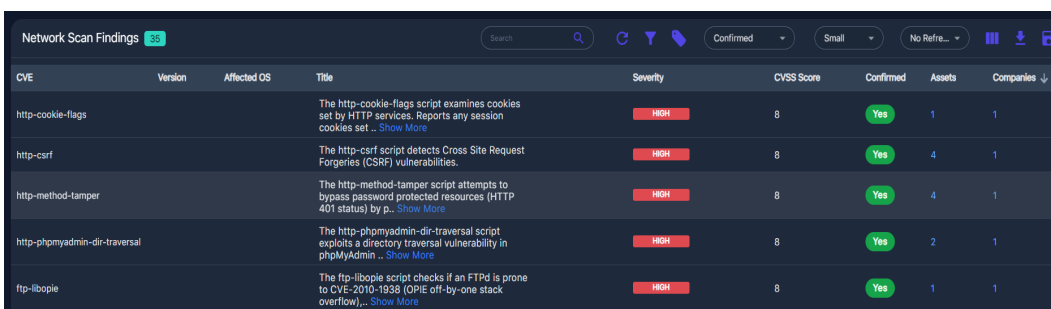 Network Scan Findings 35 Search Confirmed Small No Refre...
CVE Version Affected OS Title Severity CVSS Score Confirmed Assets Companies
http-cookie-flags The http-cookie-flags script examines cookies
set by HTTP services. Reports any session
cookies set .. Show More HIGH 8 Yes 1 1
http-csrf The http-csrf script detects Cross Site Request
Forgeries (CSRF) vulnerabilities. HIGH 8 Yes 4 1
http-method-tamper The http-method-tamper script attempts to
bypass password protected resources (HTTP
401 status) by p.. Show More HIGH 8 Yes 4 1
http-phpmyadmin-dir-traversal The http-phpmyadmin-dir-traversal script
exploits a directory traversal vulnerability in
phpMyAdmin .. Show More HIGH 8 Yes 2 1
ftp-libopie The ftp-libopie script checks if an FTPd is prone
to CVE-2010-1938 (OPIE off-by-one stack
overflow),.. Show More HIGH 8 Yes 1 1